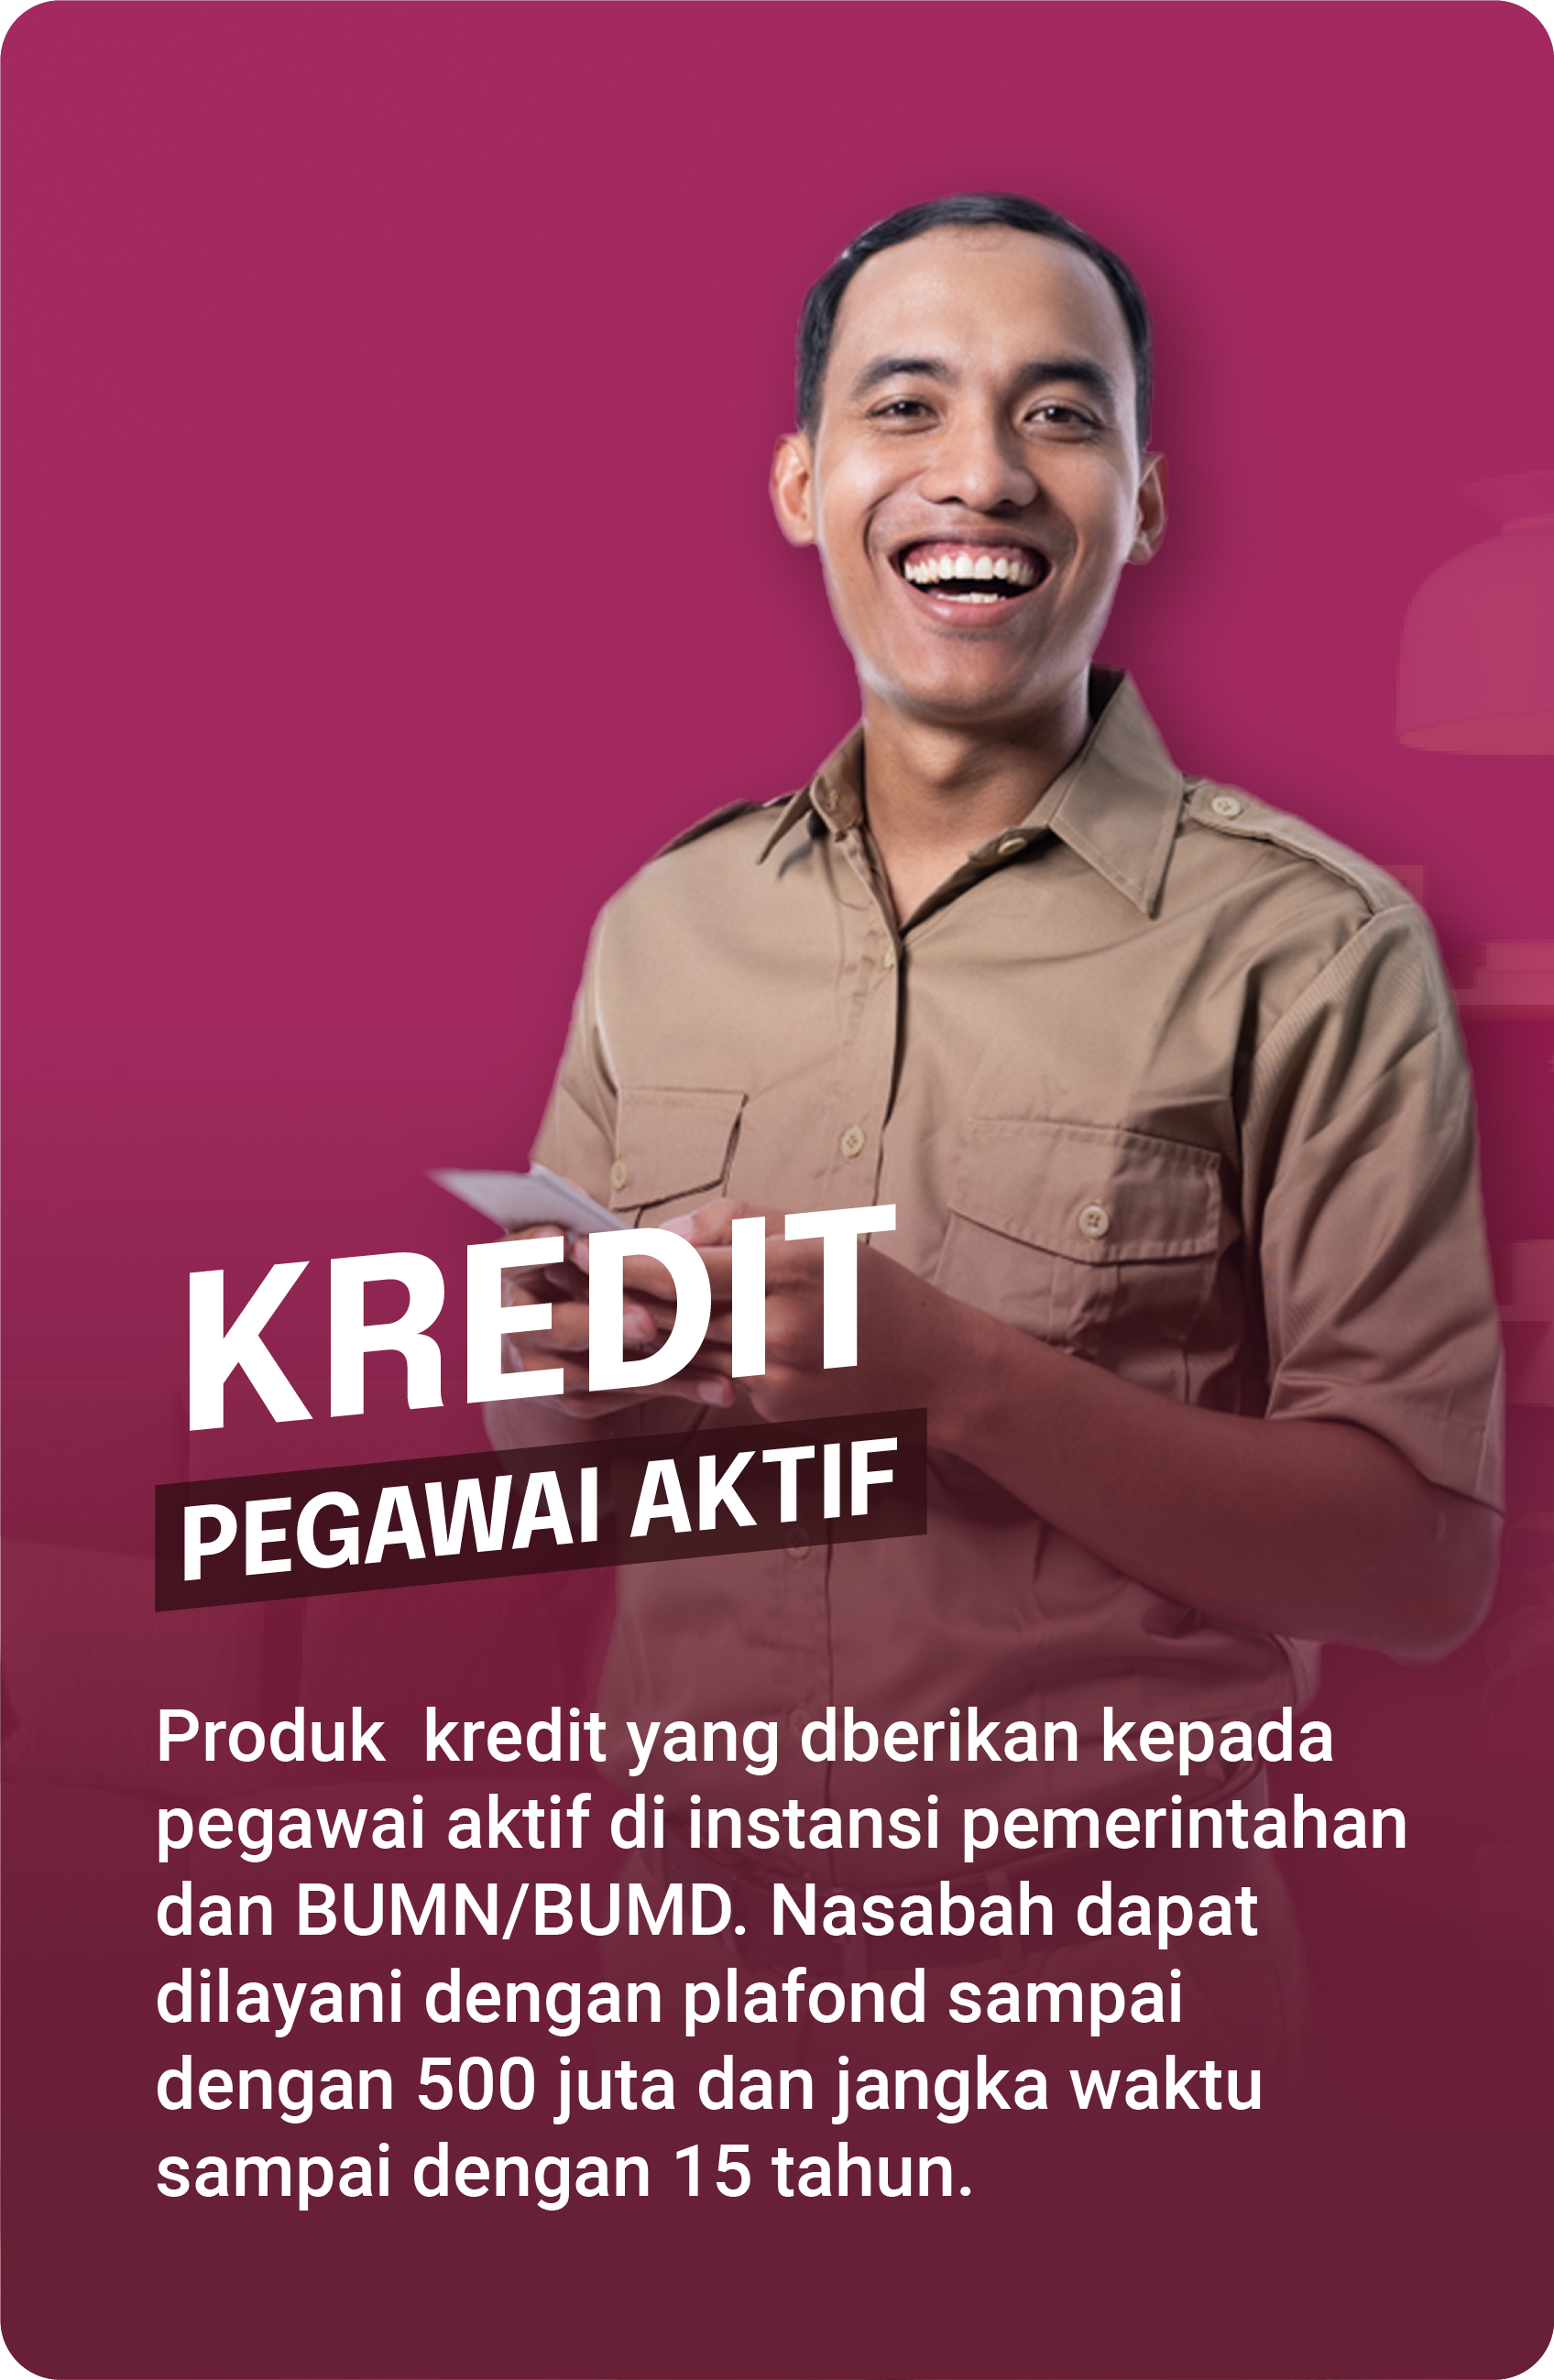 KREDIT
PEGAWAI AKTIF
Produk  kredit yang dberikan kepada
pegawai aktif di instansi pemerintahan
dan BUMN/BUMD. Nasabah dapat
dilayani dengan plafond sampai
dengan 500 juta dan jangka waktu
sampai dengan 15 tahun.